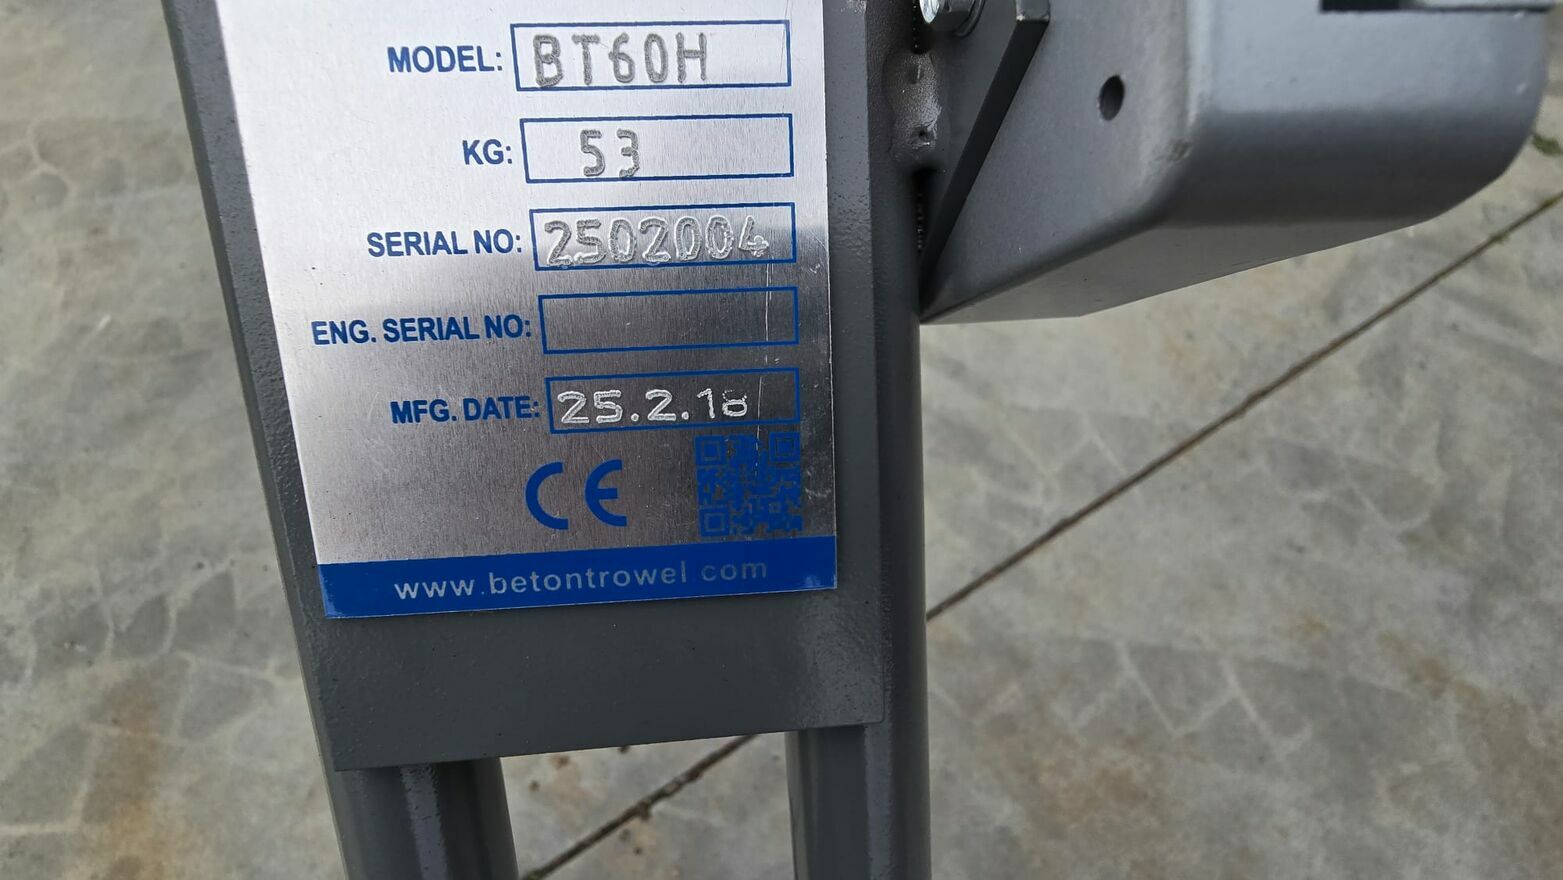 MODEL: BT60H
KG: 53
SERIAL NO: 2502004
ENG. SERIAL NO:
MFG. DATE: 25.2.18
CE
www.betontrowel.com